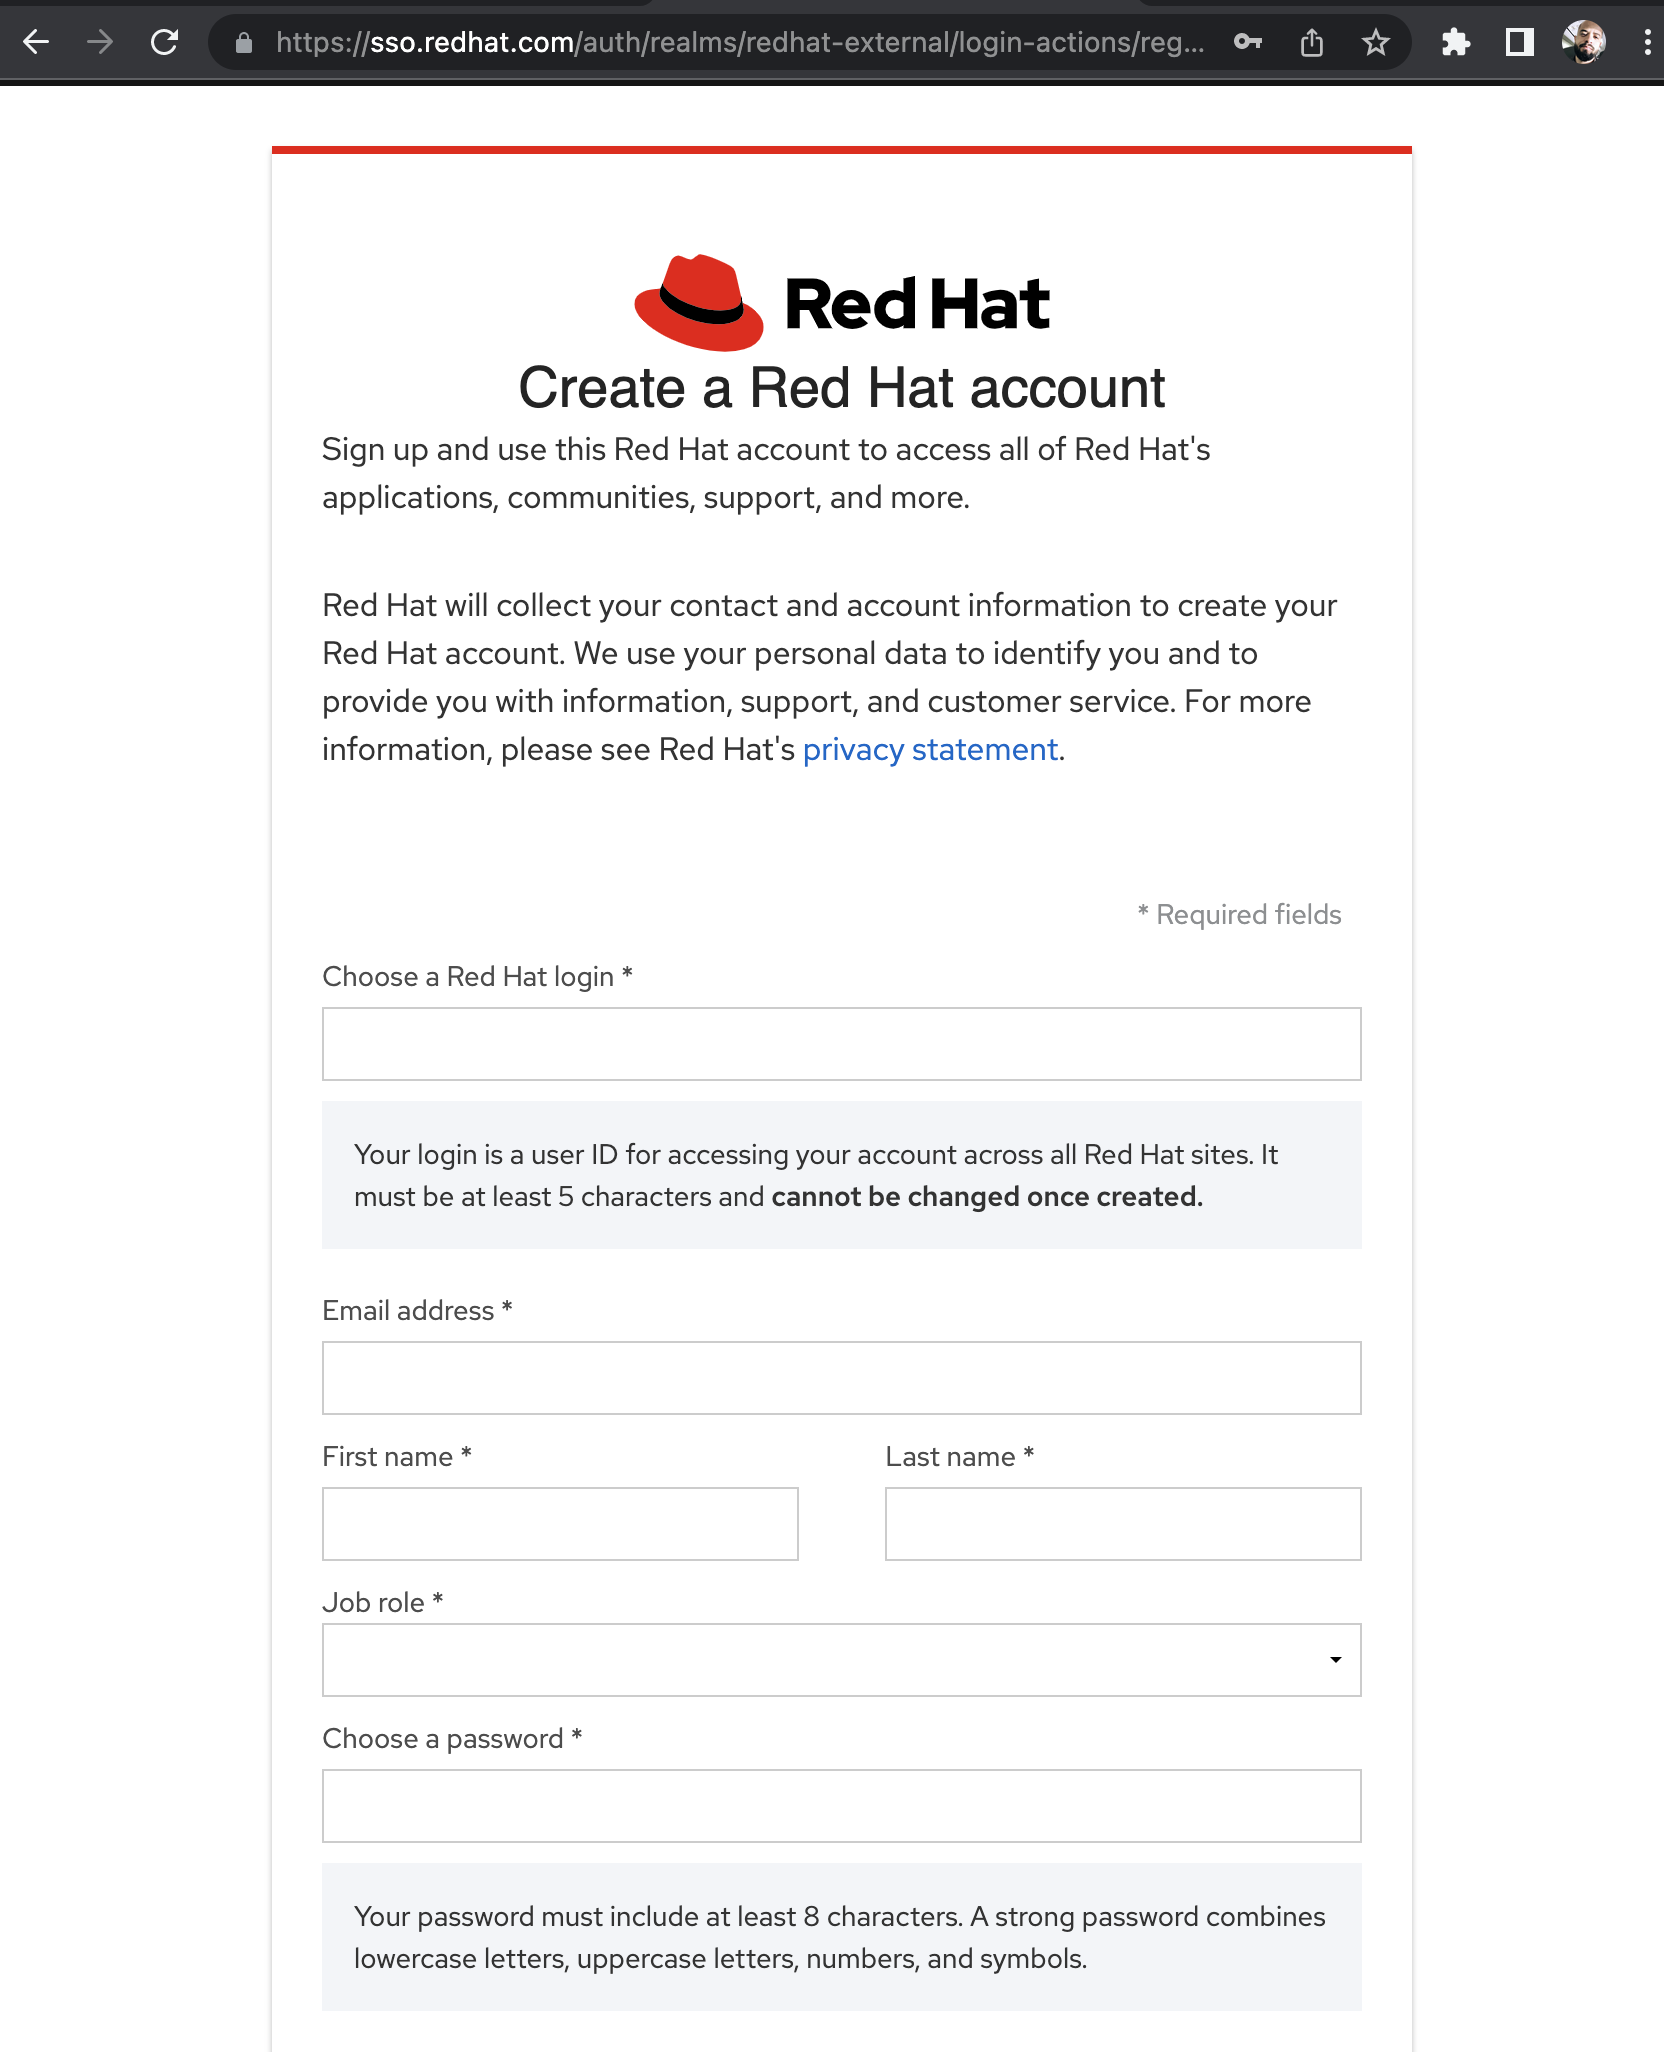 https://sso.redhat.com/auth/realms/redhat-external/login-actions/reg...
Red Hat
Create a Red Hat account
Sign up and use this Red Hat account to access all of Red Hat's
applications, communities, support, and more.
Red Hat will collect your contact and account information to create your
Red Hat account. We use your personal data to identify you and to
provide you with information, support, and customer service. For more
information, please see Red Hat's privacy statement.
* Required fields
Choose a Red Hat login *
Your login is a user ID for accessing your account across all Red Hat sites. It
must be at least 5 characters and cannot be changed once created.
Email address *
First name *
Last name *
Job role *
Choose a password *
Your password must include at least 8 characters. A strong password combines
lowercase letters, uppercase letters, numbers, and symbols.